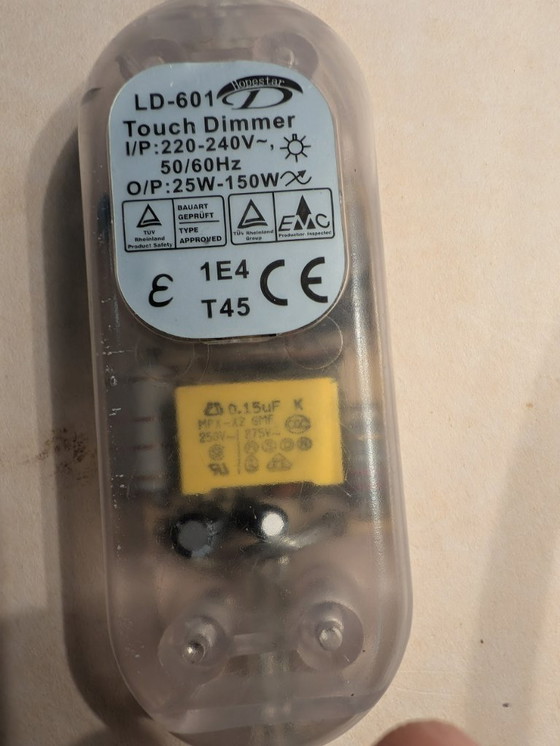 Honestar
LD-601
Touch Dimmer
I/P:220-240V~,
50/60Hz
O/P:25W-150W
TÜV
Rheinland
Product Safety
BAUART
GEPRÜFT
TYPE
APPROVED
TÜV Rheinland
Group
EMC
Production inspected
ε
1E4
T45
CE
0.15uF K
MPX-X2 GMF
250V~
275V~